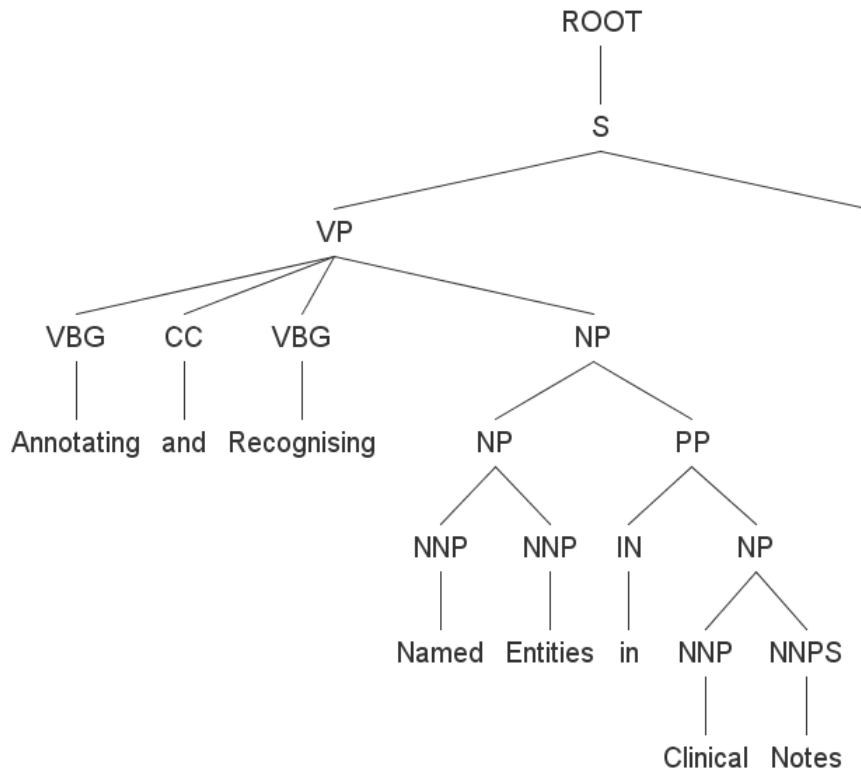 ROOT
S
VP
VBG CC VBG NP
Annotating and Recognising NP PP
NNP NNP IN NP
Named Entities in NNP NNPS
Clinical Notes